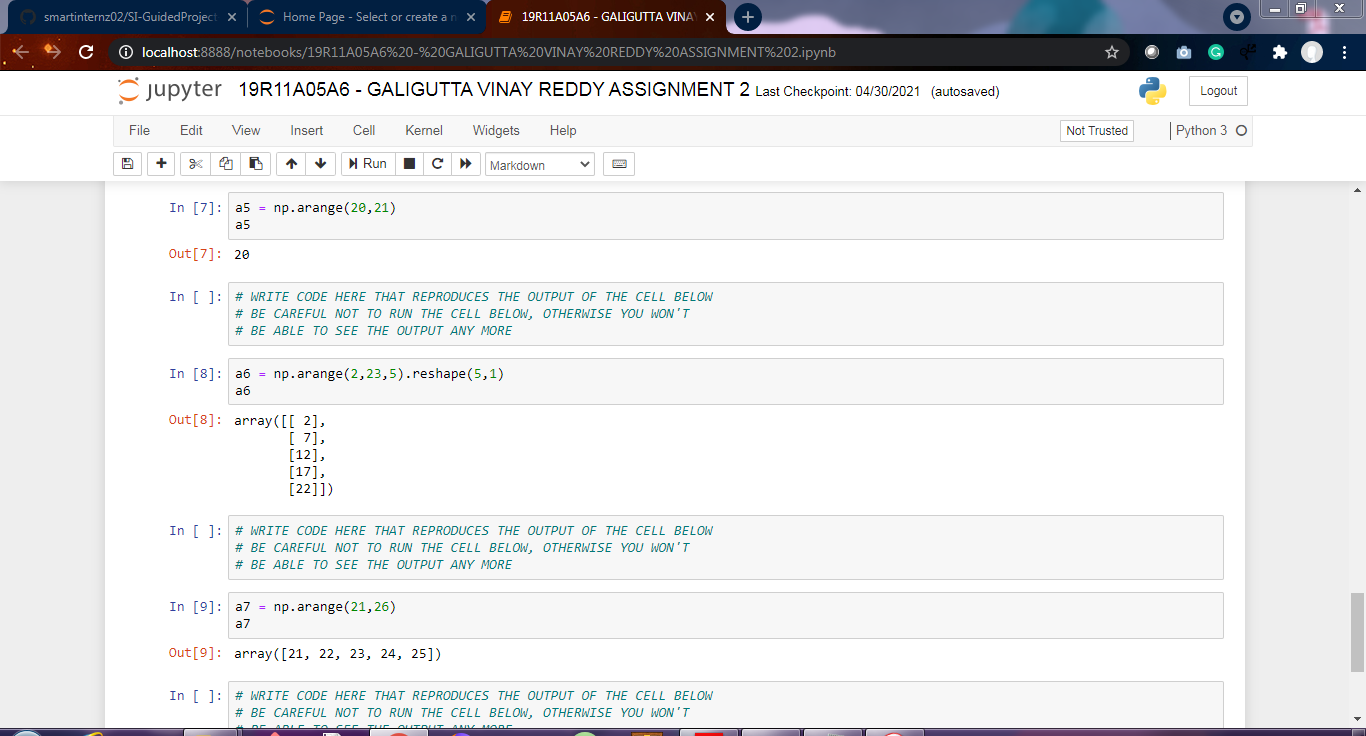 smartinternz02/SI-GuidedProject
Home Page - Select or create a n
19R11A05A6 - GALIGUTTA VINA
localhost:8888/notebooks/19R11A05A6%20-%20GALIGUTTA%20VINAY%20REDDY%20ASSIGNMENT%202.ipynb
jupyter 19R11A05A6 - GALIGUTTA VINAY REDDY ASSIGNMENT 2 Last Checkpoint: 04/30/2021 (autosaved)
Logout
File Edit View Insert Cell Kernel Widgets Help
Not Trusted
Python 3
Run
Markdown
In [7]: a5 = np.arange(20,21)
a5
Out[7]: 20
In [ ]: # WRITE CODE HERE THAT REPRODUCES THE OUTPUT OF THE CELL BELOW
# BE CAREFUL NOT TO RUN THE CELL BELOW, OTHERWISE YOU WON'T
# BE ABLE TO SEE THE OUTPUT ANY MORE
In [8]: a6 = np.arange(2,23,5).reshape(5,1)
a6
Out[8]: array([[ 2],
[ 7],
[12],
[17],
[22]])
In [ ]: # WRITE CODE HERE THAT REPRODUCES THE OUTPUT OF THE CELL BELOW
# BE CAREFUL NOT TO RUN THE CELL BELOW, OTHERWISE YOU WON'T
# BE ABLE TO SEE THE OUTPUT ANY MORE
In [9]: a7 = np.arange(21,26)
a7
Out[9]: array([21, 22, 23, 24, 25])
In [ ]: # WRITE CODE HERE THAT REPRODUCES THE OUTPUT OF THE CELL BELOW
# BE CAREFUL NOT TO RUN THE CELL BELOW, OTHERWISE YOU WON'T
# BE ABLE TO SEE THE OUTPUT ANY MORE